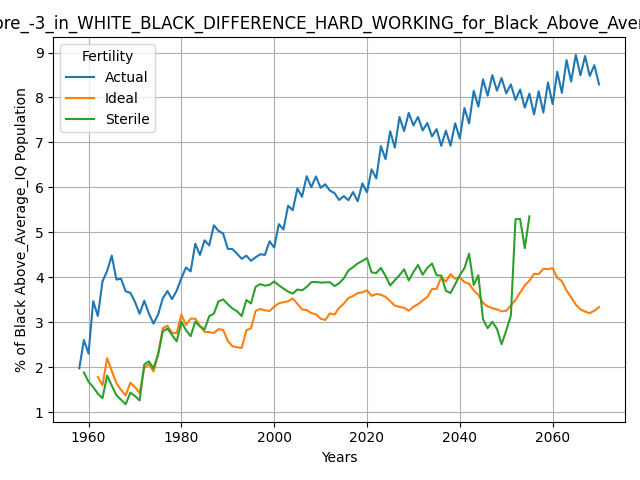 ore_-3_in_WHITE_BLACK_DIFFERENCE_HARD_WORKING_for_Black_Above_Aver
Fertility
Actual
Ideal
Sterile
% of Black Above_Average_IQ Population
9
8
7
6
5
4
3
2
1
1960 1980 2000 2020 2040 2060
Years